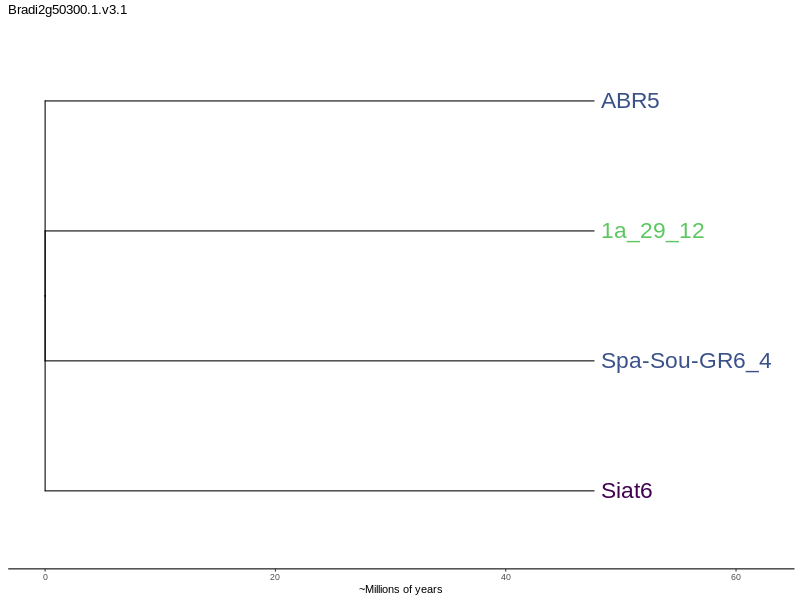 Bradi2g50300.1.v3.1
ABR5
1a_29_12
Spa-Sou-GR6_4
Siat6
0 20 40 60
~Millions of years